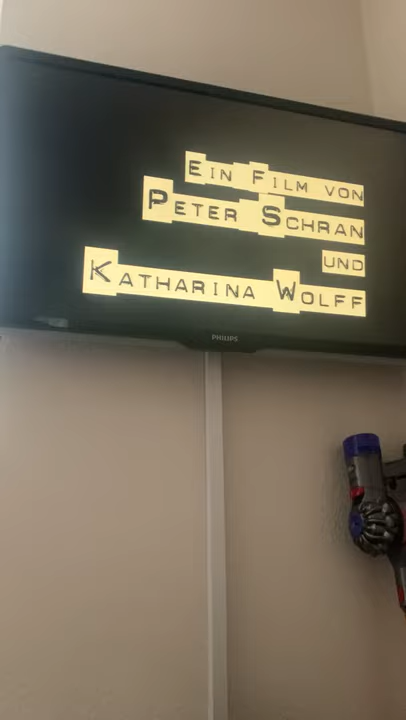 Ein Film von
Peter Schran
und
Katharina Wolff
PHILIPS